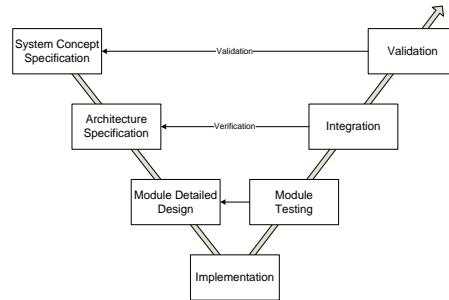 System Concept
Specification
Validation
Validation
Architecture
Specification
Verification
Integration
Module Detailed
Design
Module
Testing
Implementation